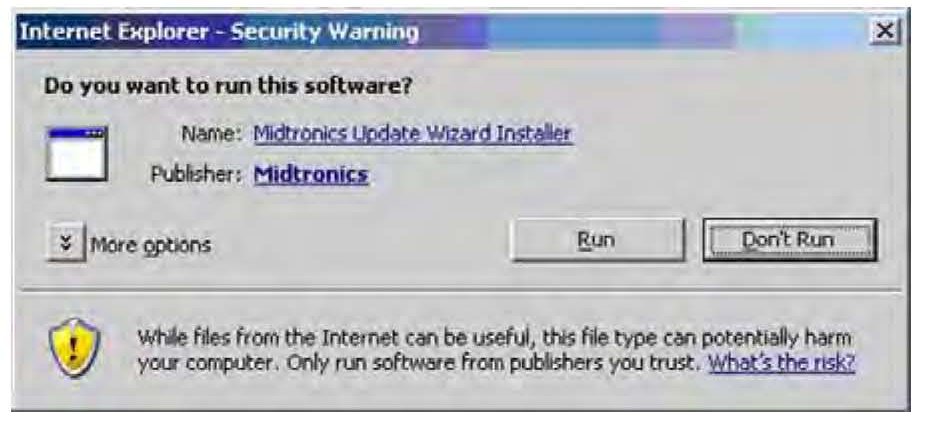 Internet Explorer - Security Warning
Do you want to run this software?
Name: Midtronics Update Wizard Installer
Publisher: Midtronics
More options
Run
Don't Run
While files from the Internet can be useful, this file type can potentially harm
your computer. Only run software from publishers you trust. What's the risk?